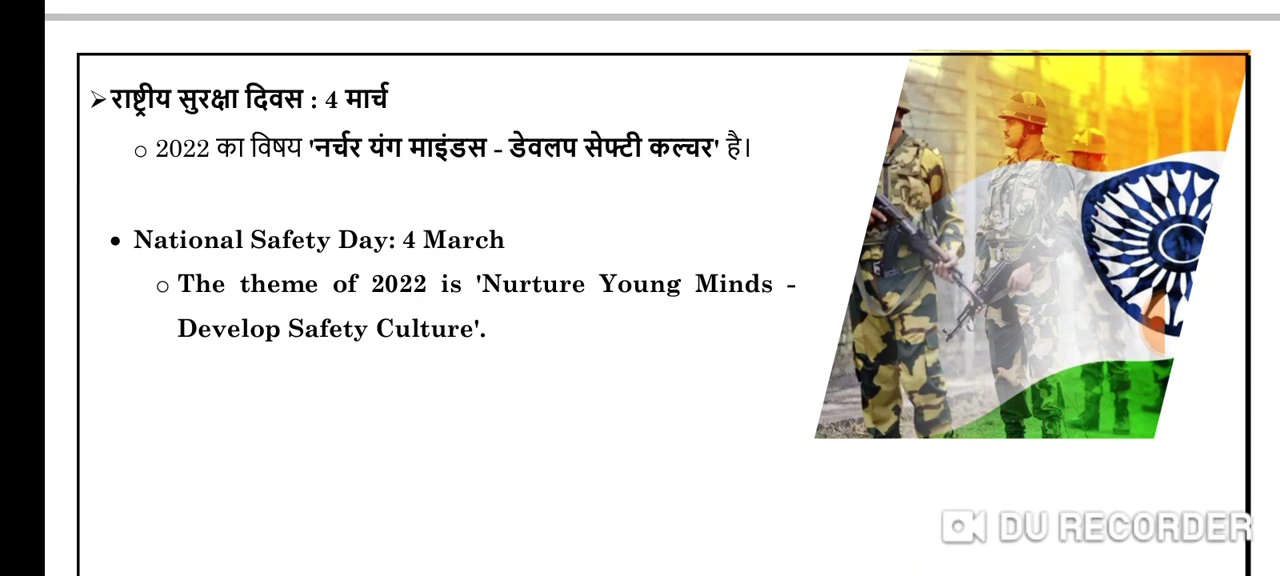 ➢ राष्ट्रीय सुरक्षा दिवस : 4 मार्च
○ 2022 का विषय 'नर्चर यंग माइंडस - डेवलप सेफ्टी कल्चर' है।
• National Safety Day: 4 March
○ The theme of 2022 is 'Nurture Young Minds -
Develop Safety Culture'.
DU RECORDER